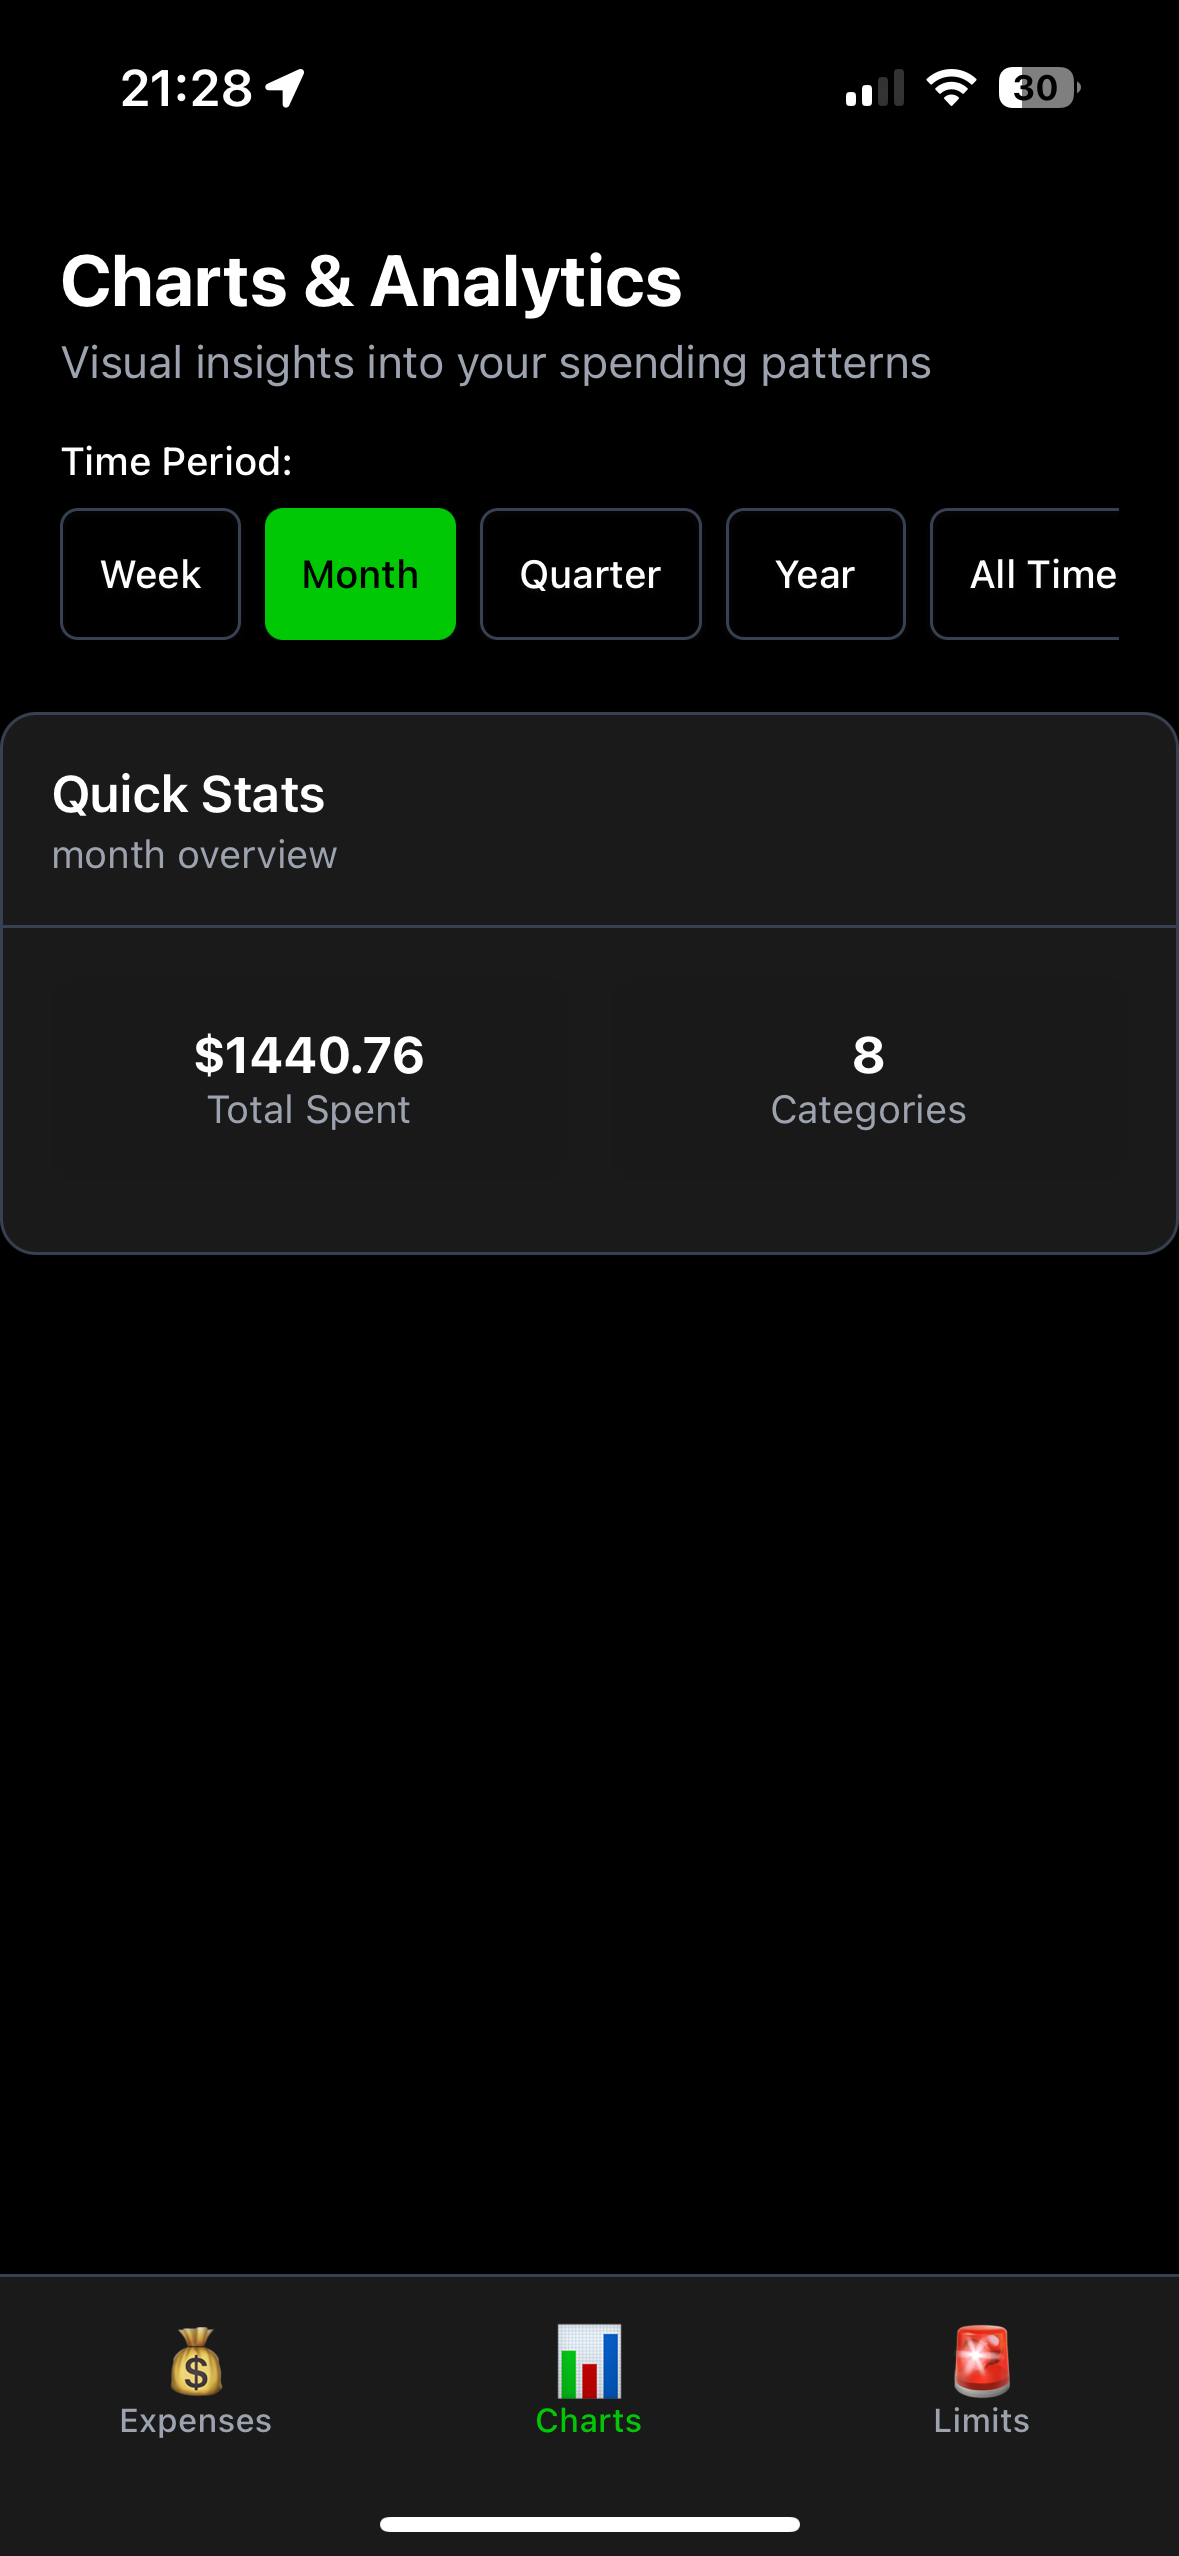 21:28
30
Charts & Analytics
Visual insights into your spending patterns
Time Period:
Week Month Quarter Year All Time
Quick Stats
month overview
$1440.76 8
Total Spent Categories
Expenses Charts Limits